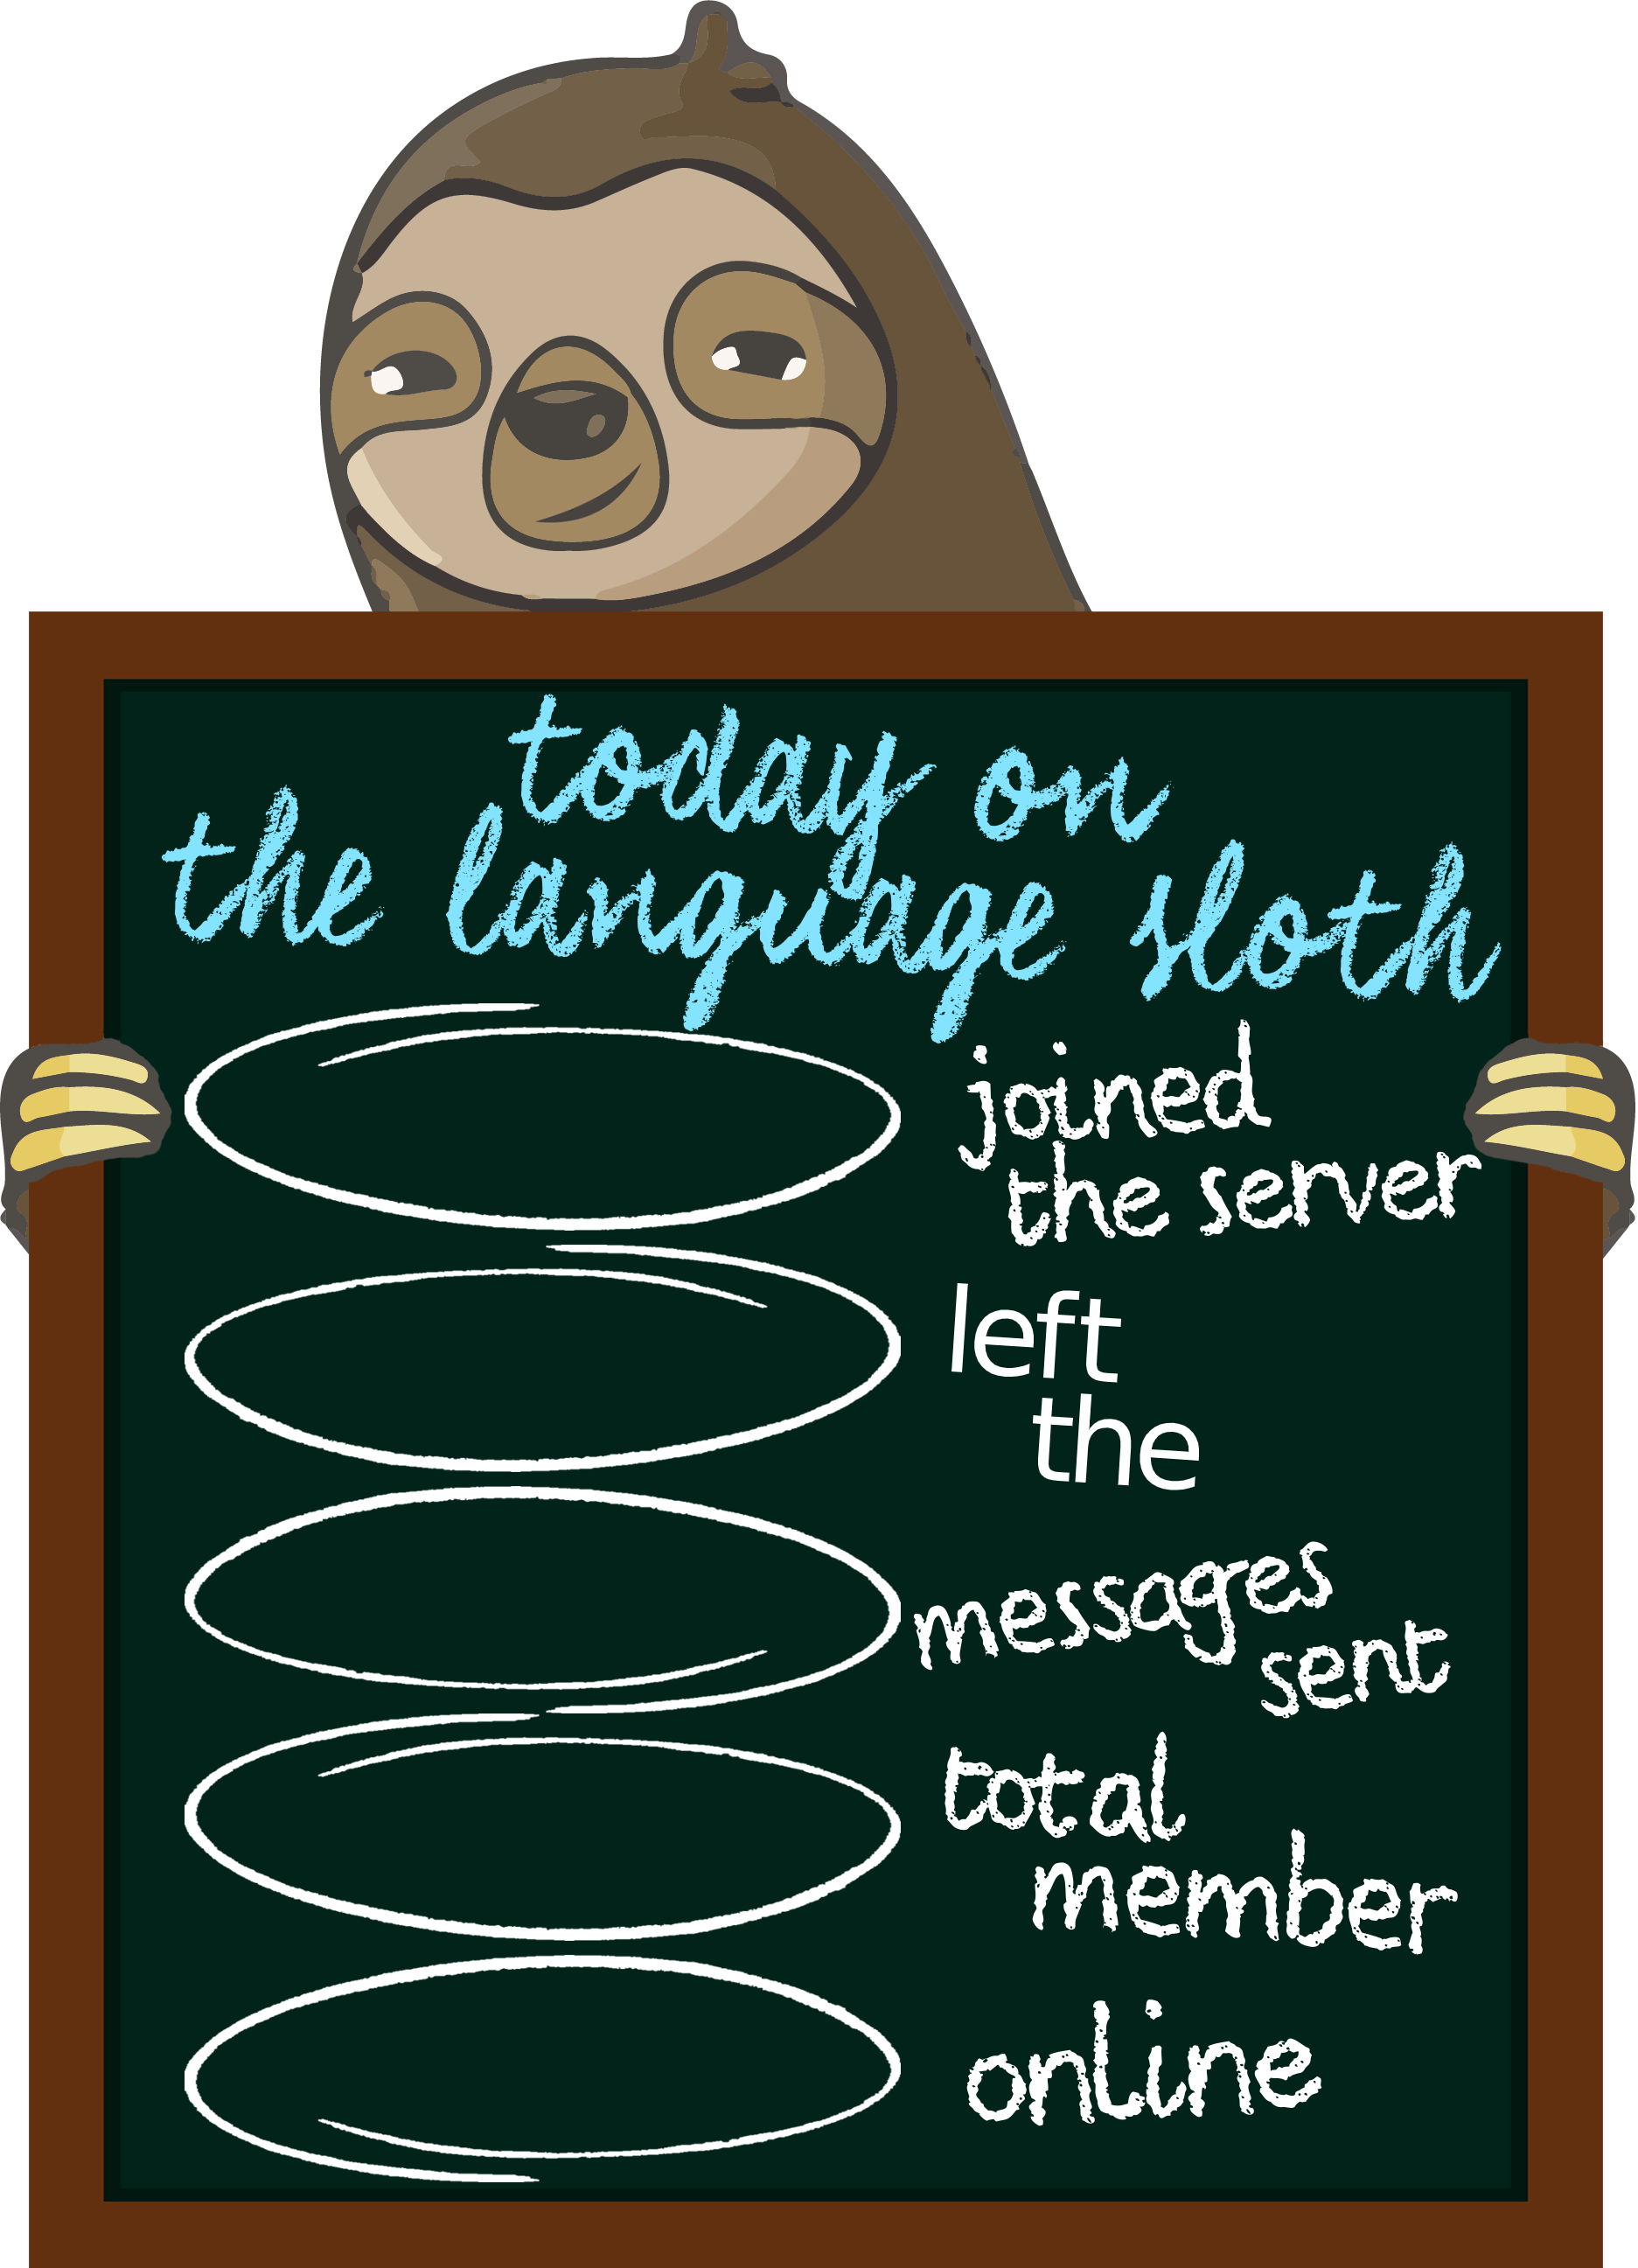 today on
the language sloth
joined
the server
left
the
messages
sent
total
member
online